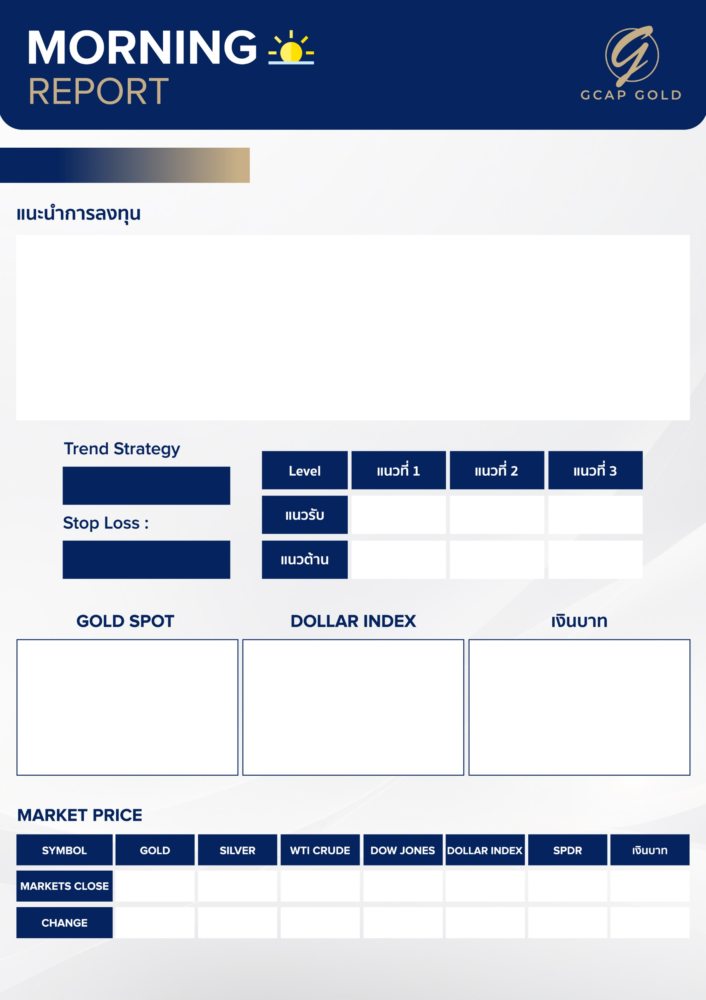 MORNING
REPORT
GCAP GOLD
แนะนำการลงทุน
Trend Strategy
Stop Loss :
Level แนวที่ 1 แนวที่ 2 แนวที่ 3
แนวรับ
แนวต้าน
GOLD SPOT DOLLAR INDEX เงินบาท
MARKET PRICE
SYMBOL GOLD SILVER WTI CRUDE DOW JONES DOLLAR INDEX SPDR เงินบาท
MARKETS CLOSE
CHANGE